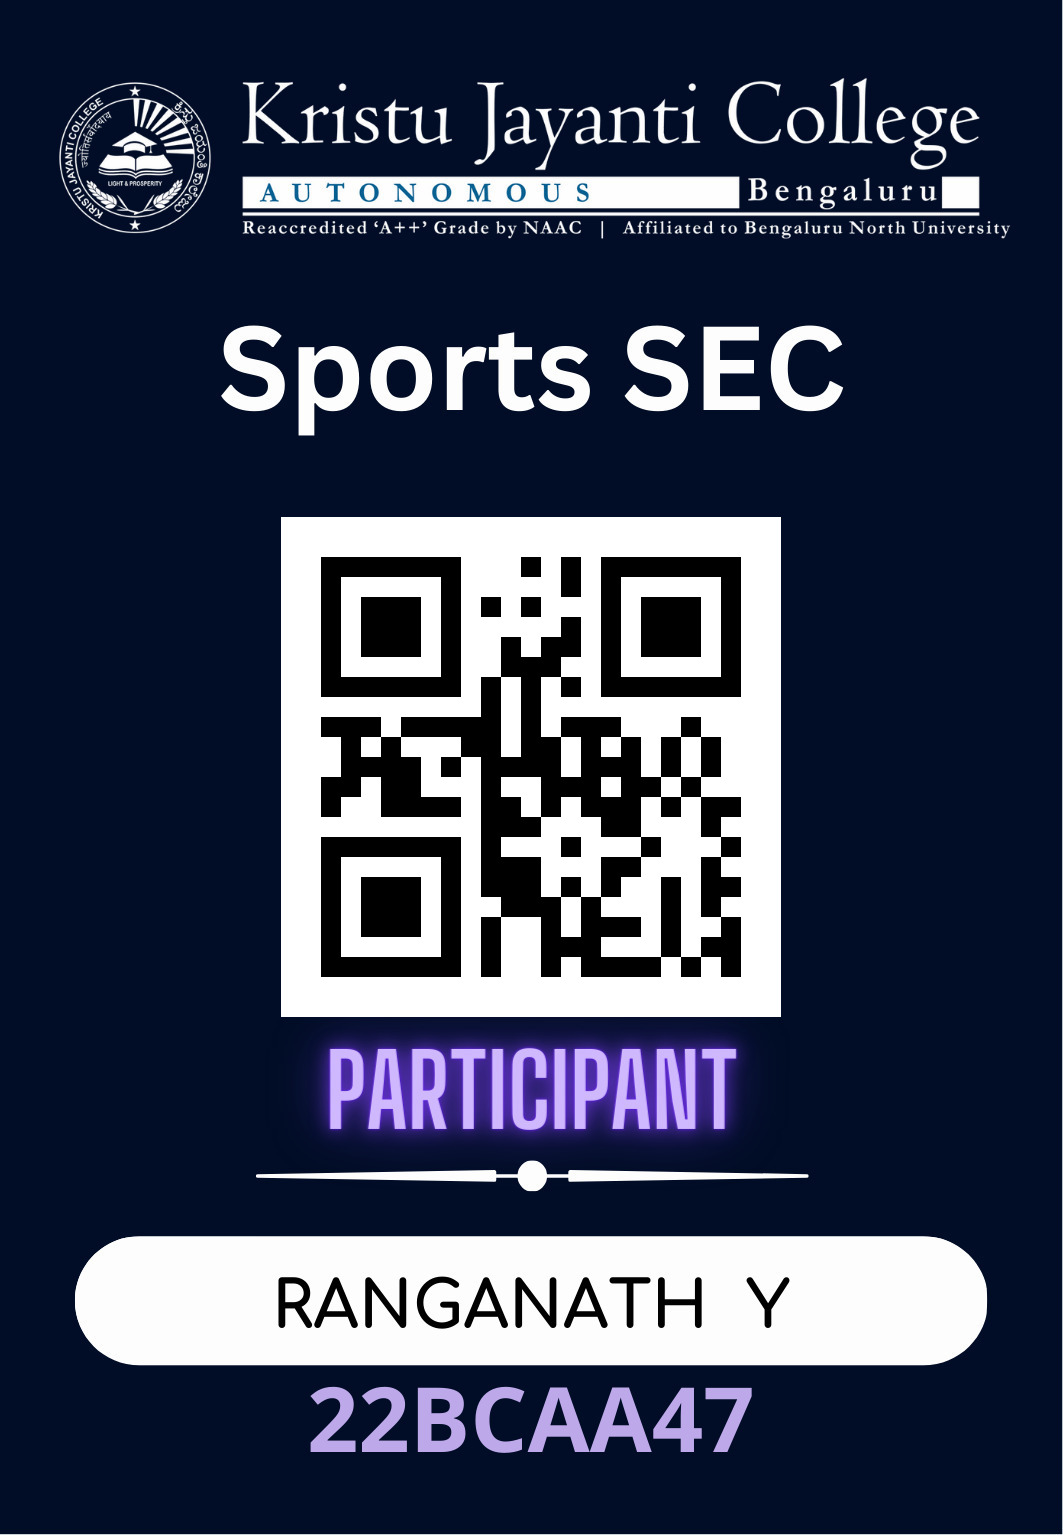 KRISTU JAYANTI COLLEGE
ಕ್ರಿಸ್ತು ಜಯಂತಿ ಕಾಲೇಜು
LIGHT & PROSPERITY
Kristu Jayanti College
AUTONOMOUS Bengaluru
Reaccredited ‘A++’ Grade by NAAC | Affiliated to Bengaluru North University
Sports SEC
PARTICIPANT
RANGANATH Y
22BCAA47